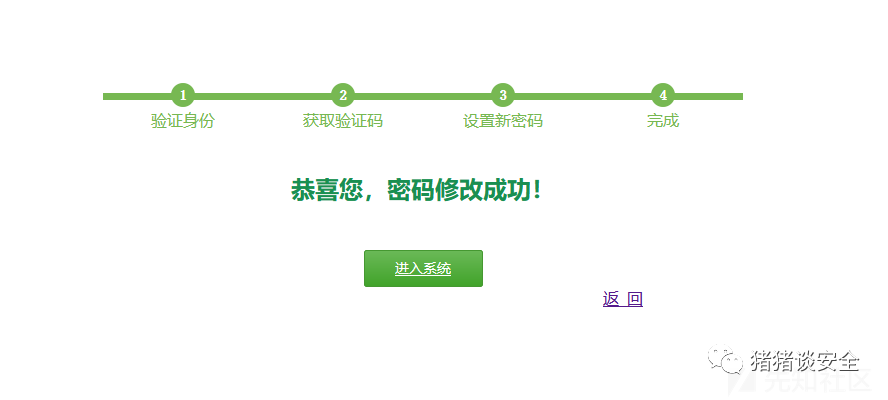 1 2 3 4
验证身份 获取验证码 设置新密码 完成
恭喜您，密码修改成功！
进入系统
返 回
猪猪谈安全
先知社区